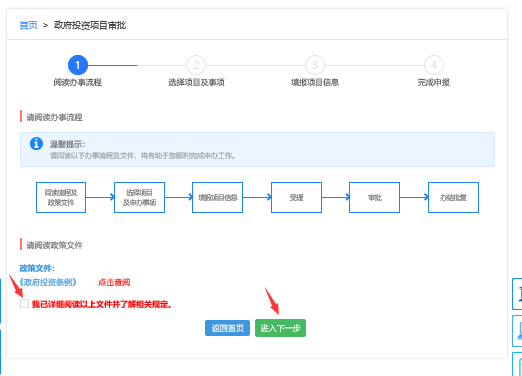 首页 > 政府投资项目审批
1 2 3 4
阅读办事流程 选择项目及事项 填报项目信息 完成申报
请阅读办事流程
温馨提示：
请阅读以下办事流程及文件，将有助于您顺利完成申办工作。
阅读流程及
政策文件
选择项目
及申办事项
填报项目信息
受理
审批
办结批复
请阅读政策文件
政策文件：
《政府投资条例》 点击查阅
我已详细阅读以上文件并了解相关规定。
返回首页 进入下一步